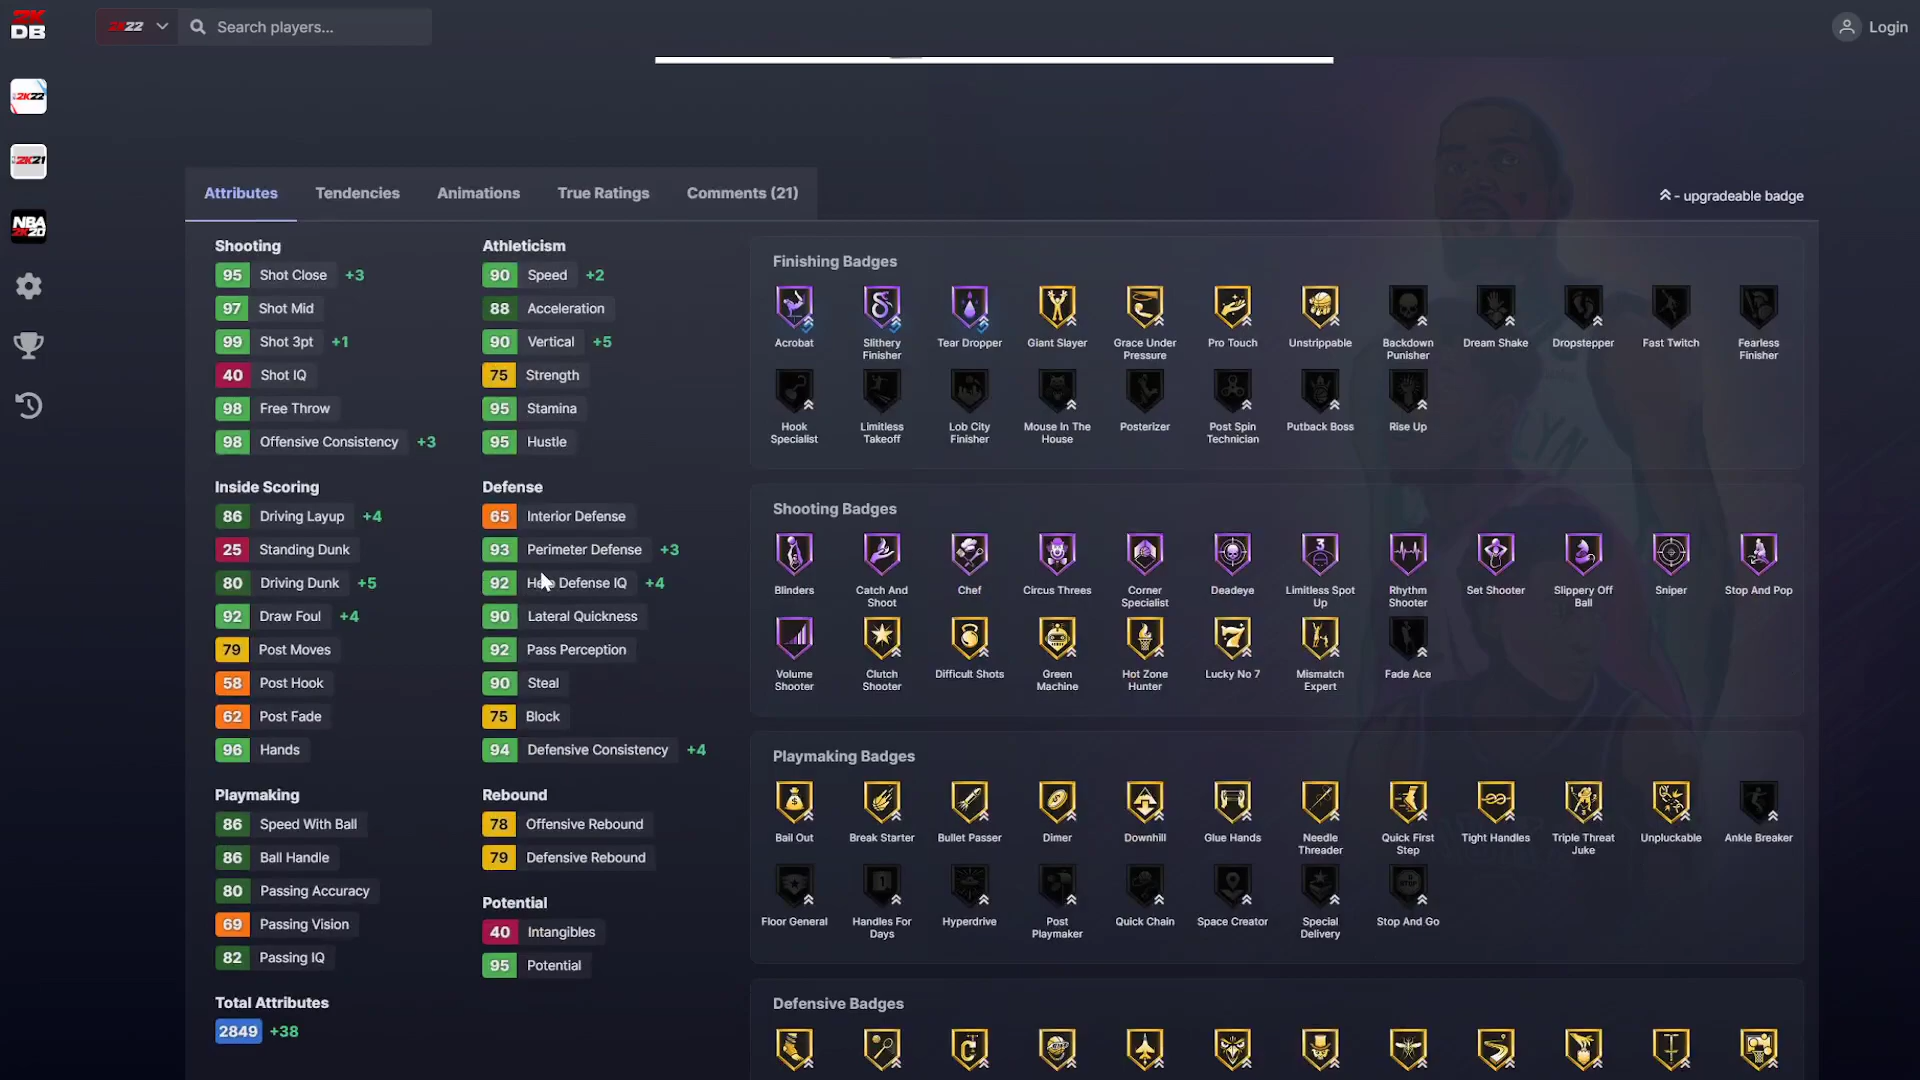 2K DB
2K22
Search players...
Login
2K22
2K21
NBA 2K20
Attributes
Tendencies
Animations
True Ratings
Comments (21)
- upgradeable badge
Shooting
95 Shot Close +3
97 Shot Mid
99 Shot 3pt +1
40 Shot IQ
98 Free Throw
98 Offensive Consistency +3
Inside Scoring
86 Driving Layup +4
25 Standing Dunk
80 Driving Dunk +5
92 Draw Foul +4
79 Post Moves
58 Post Hook
62 Post Fade
96 Hands
Playmaking
86 Speed With Ball
86 Ball Handle
80 Passing Accuracy
69 Passing Vision
82 Passing IQ
Total Attributes
2849 +38
Athleticism
90 Speed +2
88 Acceleration
90 Vertical +5
75 Strength
95 Stamina
95 Hustle
Defense
65 Interior Defense
93 Perimeter Defense +3
92 Help Defense IQ +4
90 Lateral Quickness
92 Pass Perception
90 Steal
75 Block
94 Defensive Consistency +4
Rebound
78 Offensive Rebound
79 Defensive Rebound
Potential
40 Intangibles
95 Potential
Finishing Badges
Acrobat
Slithery Finisher
Tear Dropper
Giant Slayer
Grace Under Pressure
Pro Touch
Unstrippable
Backdown Punisher
Dream Shake
Dropstepper
Fast Twitch
Fearless Finisher
Hook Specialist
Limitless Takeoff
Lob City Finisher
Mouse In The House
Posterizer
Post Spin Technician
Putback Boss
Rise Up
Shooting Badges
Blinders
Catch And Shoot
Chef
Circus Threes
Corner Specialist
Deadeye
Limitless Spot Up
Rhythm Shooter
Set Shooter
Slippery Off Ball
Sniper
Stop And Pop
Volume Shooter
Clutch Shooter
Difficult Shots
Green Machine
Hot Zone Hunter
Lucky No 7
Mismatch Expert
Fade Ace
Playmaking Badges
Bail Out
Break Starter
Bullet Passer
Dimer
Downhill
Glue Hands
Needle Threader
Quick First Step
Tight Handles
Triple Threat Juke
Unpluckable
Ankle Breaker
Floor General
Handles For Days
Hyperdrive
Post Playmaker
Quick Chain
Space Creator
Special Delivery
Stop And Go
Defensive Badges